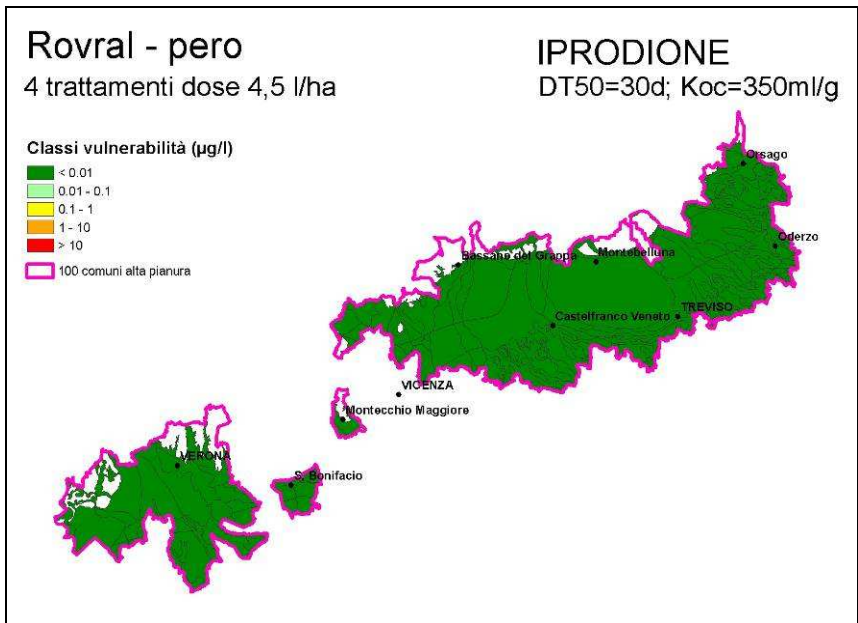 Rovral - pero
4 trattamenti dose 4,5 l/ha
IPRODIONE
DT50=30d; Koc=350ml/g
Classi vulnerabilità (µg/l)
< 0.01
0.01 - 0.1
0.1 - 1
1 - 10
> 10
100 comuni alta pianura
Orsago
Oderzo
Bassano del Grappa
Montebelluna
TREVISO
Castelfranco Veneto
VICENZA
Montecchio Maggiore
VERONA
S. Bonifacio